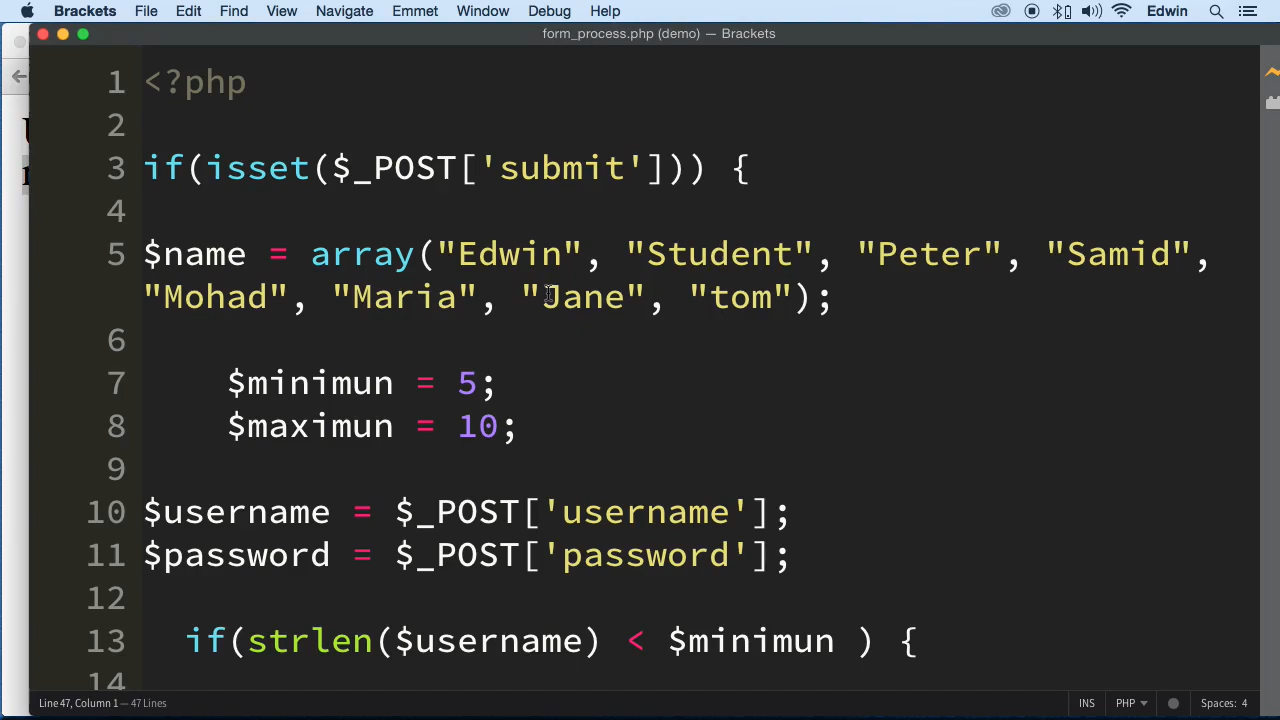 Brackets File Edit Find View Navigate Emmet Window Debug Help Edwin
form_process.php (demo) — Brackets
1 <?php
2
3 if(isset($_POST['submit'])) {
4
5 $name = array("Edwin", "Student", "Peter", "Samid",
"Mohad", "Maria", "Jane", "tom");
6
7 $minimun = 5;
8 $maximun = 10;
9
10 $username = $_POST['username'];
11 $password = $_POST['password'];
12
13 if(strlen($username) < $minimun ) {
14
Line 47, Column 1 — 47 Lines INS PHP Spaces: 4